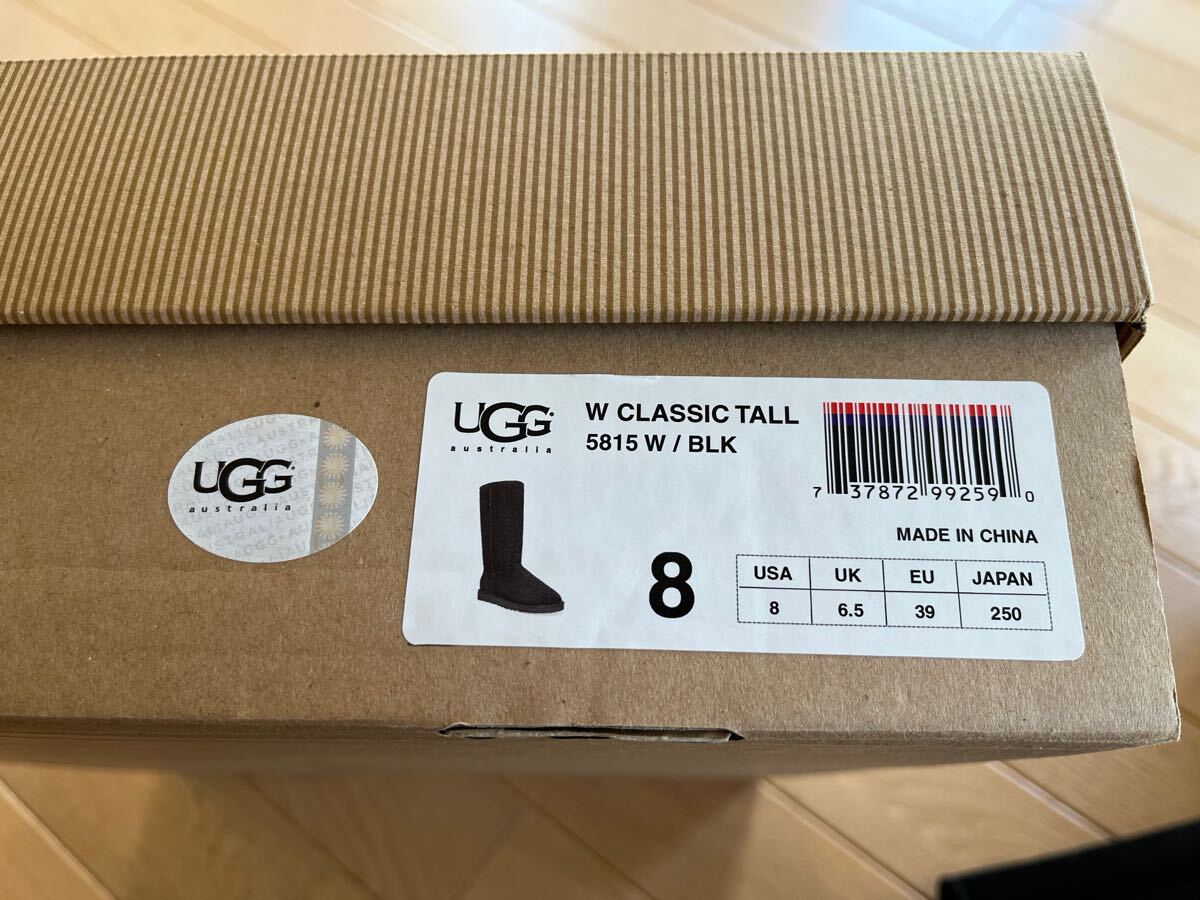 UGG
australia
UGG
australia
W CLASSIC TALL
5815 W / BLK
7 37872 99259 0
MADE IN CHINA
8
USA UK EU JAPAN
8 6.5 39 250